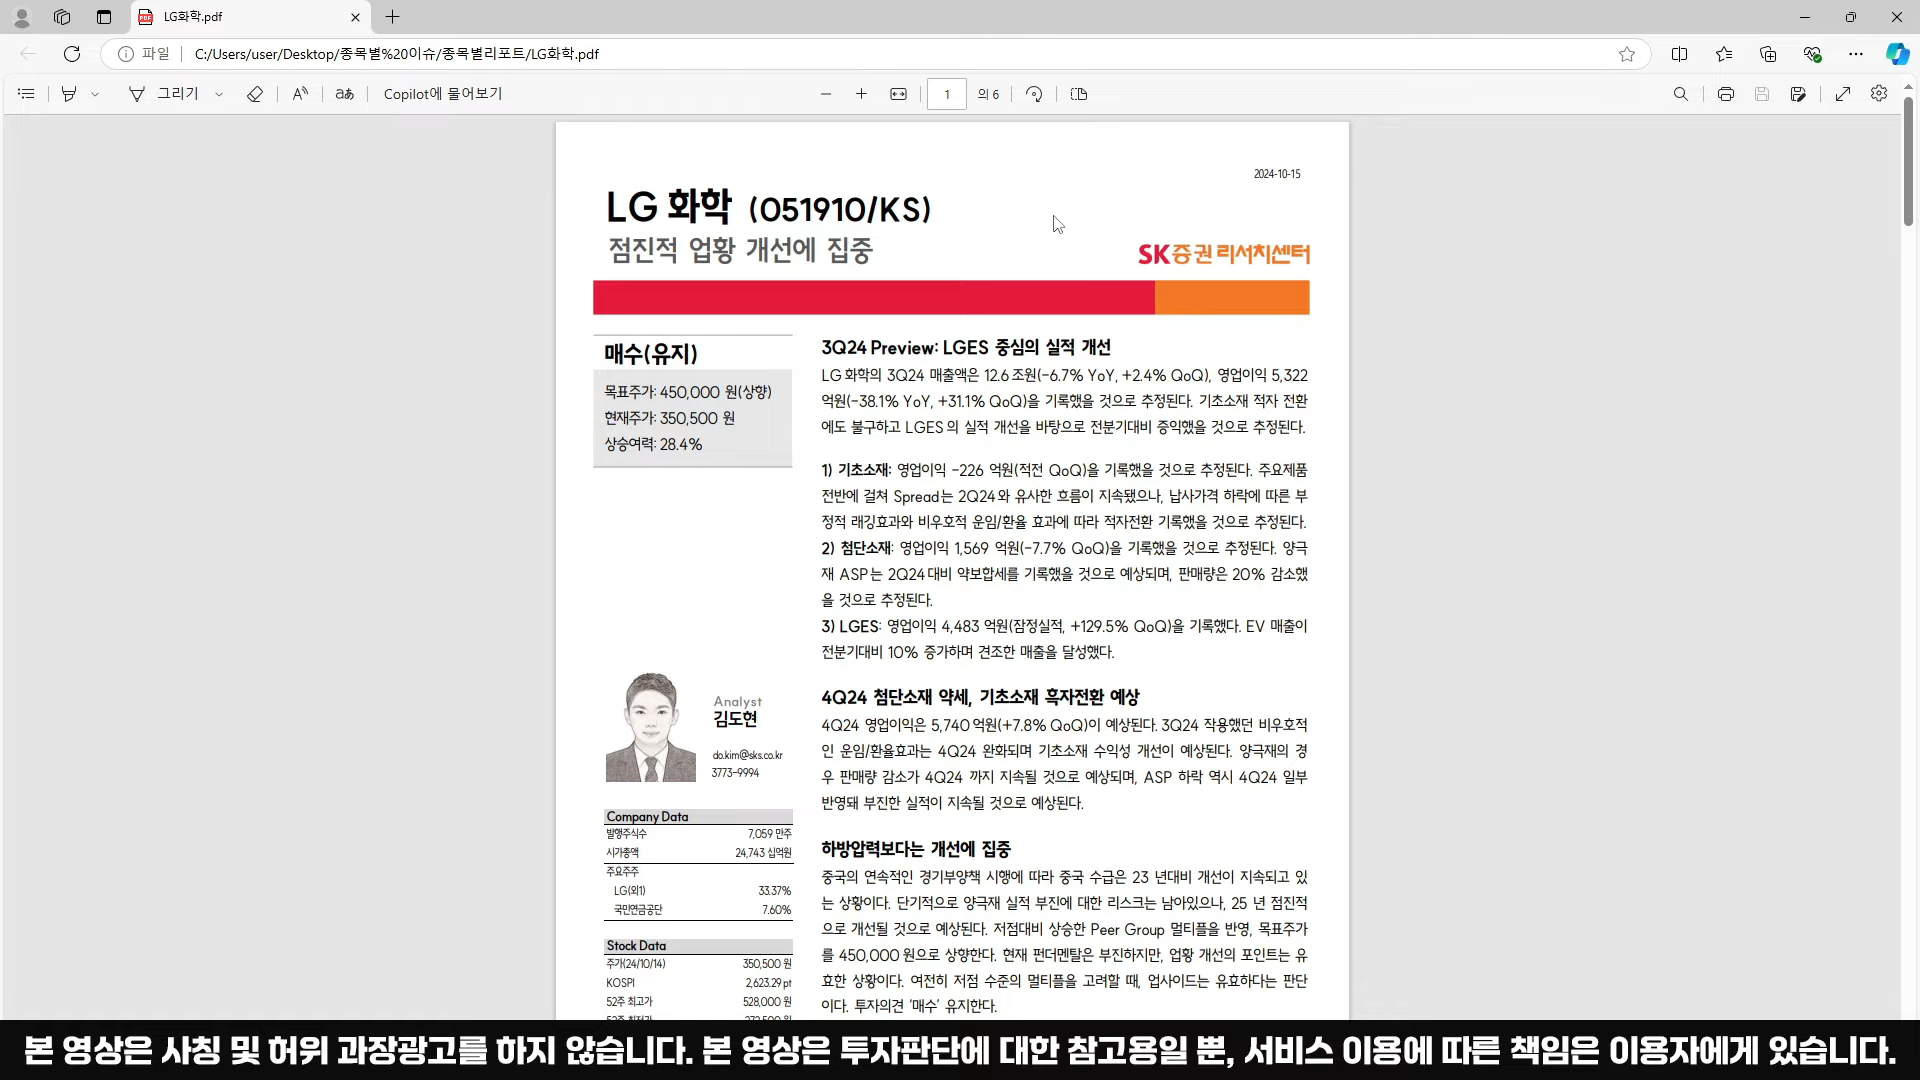 LG화학.pdf
파일
C:/Users/user/Desktop/종목별%20이슈/종목별리포트/LG화학.pdf
그리기
aあ
Copilot에 물어보기
1
의 6
2024-10-15
LG 화학 (051910/KS)
점진적 업황 개선에 집중
SK증권 리서치센터
매수(유지)
목표주가: 450,000 원(상향)
현재주가: 350,500 원
상승여력: 28.4%
3Q24 Preview: LGES 중심의 실적 개선
LG 화학의 3Q24 매출액은 12.6 조원(-6.7% YoY, +2.4% QoQ), 영업이익 5,322
억원(-38.1% YoY, +31.1% QoQ)을 기록했을 것으로 추정된다. 기초소재 적자 전환
에도 불구하고 LGES 의 실적 개선을 바탕으로 전분기대비 증익했을 것으로 추정된다.
1) 기초소재: 영업이익 -226 억원(적전 QoQ)을 기록했을 것으로 추정된다. 주요제품
전반에 걸쳐 Spread는 2Q24 와 유사한 흐름이 지속됐으나, 납사가격 하락에 따른 부
정적 래깅효과와 비우호적 운임/환율 효과에 따라 적자전환 기록했을 것으로 추정된다.
2) 첨단소재: 영업이익 1,569 억원(-7.7% QoQ)을 기록했을 것으로 추정된다. 양극
재 ASP는 2Q24 대비 약보합세를 기록했을 것으로 예상되며, 판매량은 20% 감소했
을 것으로 추정된다.
3) LGES: 영업이익 4,483 억원(잠정실적, +129.5% QoQ)을 기록했다. EV 매출이
전분기대비 10% 증가하며 견조한 매출을 달성했다.
Analyst
김도현
do.kim@sks.co.kr
3773-9994
4Q24 첨단소재 약세, 기초소재 흑자전환 예상
4Q24 영업이익은 5,740 억원(+7.8% QoQ)이 예상된다. 3Q24 작용했던 비우호적
인 운임/환율효과는 4Q24 완화되며 기초소재 수익성 개선이 예상된다. 양극재의 경
우 판매량 감소가 4Q24 까지 지속될 것으로 예상되며, ASP 하락 역시 4Q24 일부
반영돼 부진한 실적이 지속될 것으로 예상된다.
Company Data
발행주식수 7,059 만주
시가총액 24,743 십억원
주요주주
LG(외1) 33.37%
국민연금공단 7.60%
하방압력보다는 개선에 집중
중국의 연속적인 경기부양책 시행에 따라 중국 수급은 23 년대비 개선이 지속되고 있
는 상황이다. 단기적으로 양극재 실적 부진에 대한 리스크는 남아있으나, 25 년 점진적
으로 개선될 것으로 예상된다. 저점대비 상승한 Peer Group 멀티플을 반영, 목표주가
를 450,000 원으로 상향한다. 현재 펀더멘탈은 부진하지만, 업황 개선의 포인트는 유
효한 상황이다. 여전히 저점 수준의 멀티플을 고려할 때, 업사이드는 유효하다는 판단
이다. 투자의견 '매수' 유지한다.
Stock Data
주가(24/10/14) 350,500 원
KOSPI 2,623.29 pt
52주 최고가 528,000 원
본 영상은 사칭 및 허위 과장광고를 하지 않습니다. 본 영상은 투자판단에 대한 참고용일 뿐, 서비스 이용에 따른 책임은 이용자에게 있습니다.